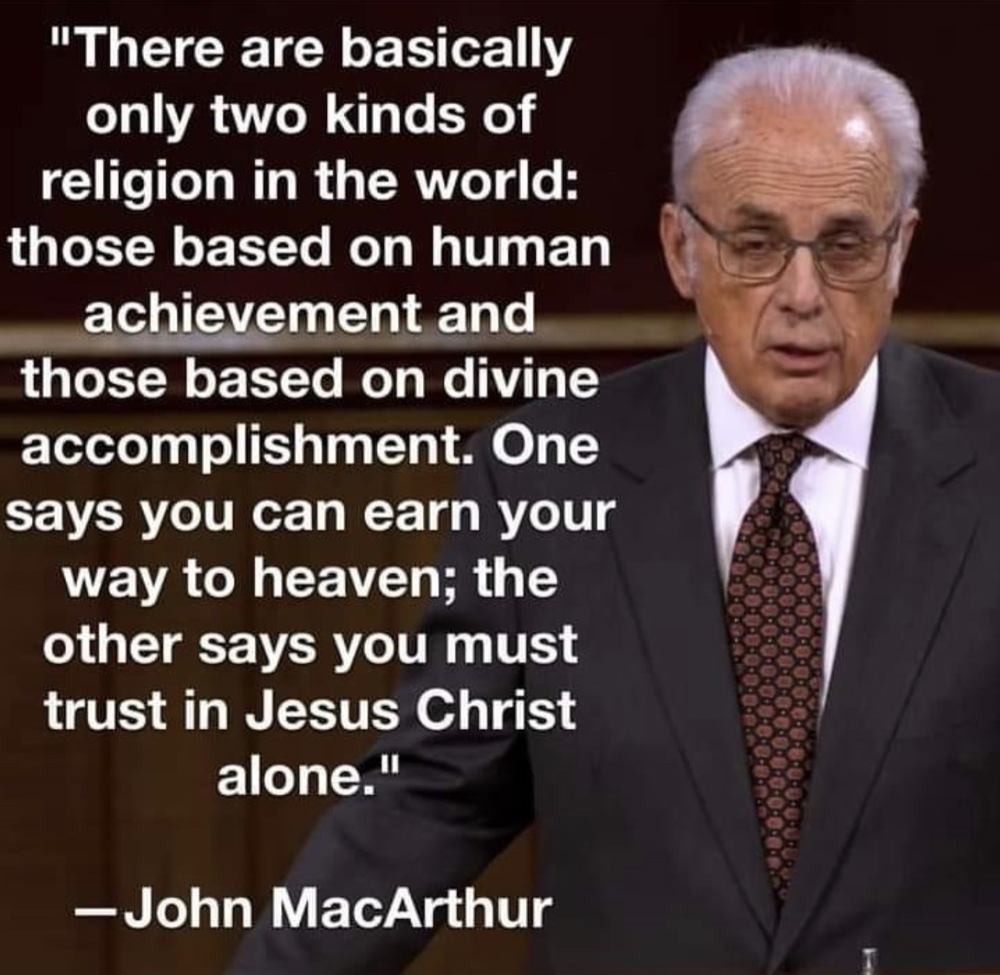 "There are basically
only two kinds of
religion in the world:
those based on human
achievement and
those based on divine
accomplishment. One
says you can earn your
way to heaven; the
other says you must
trust in Jesus Christ
alone."
—John MacArthur